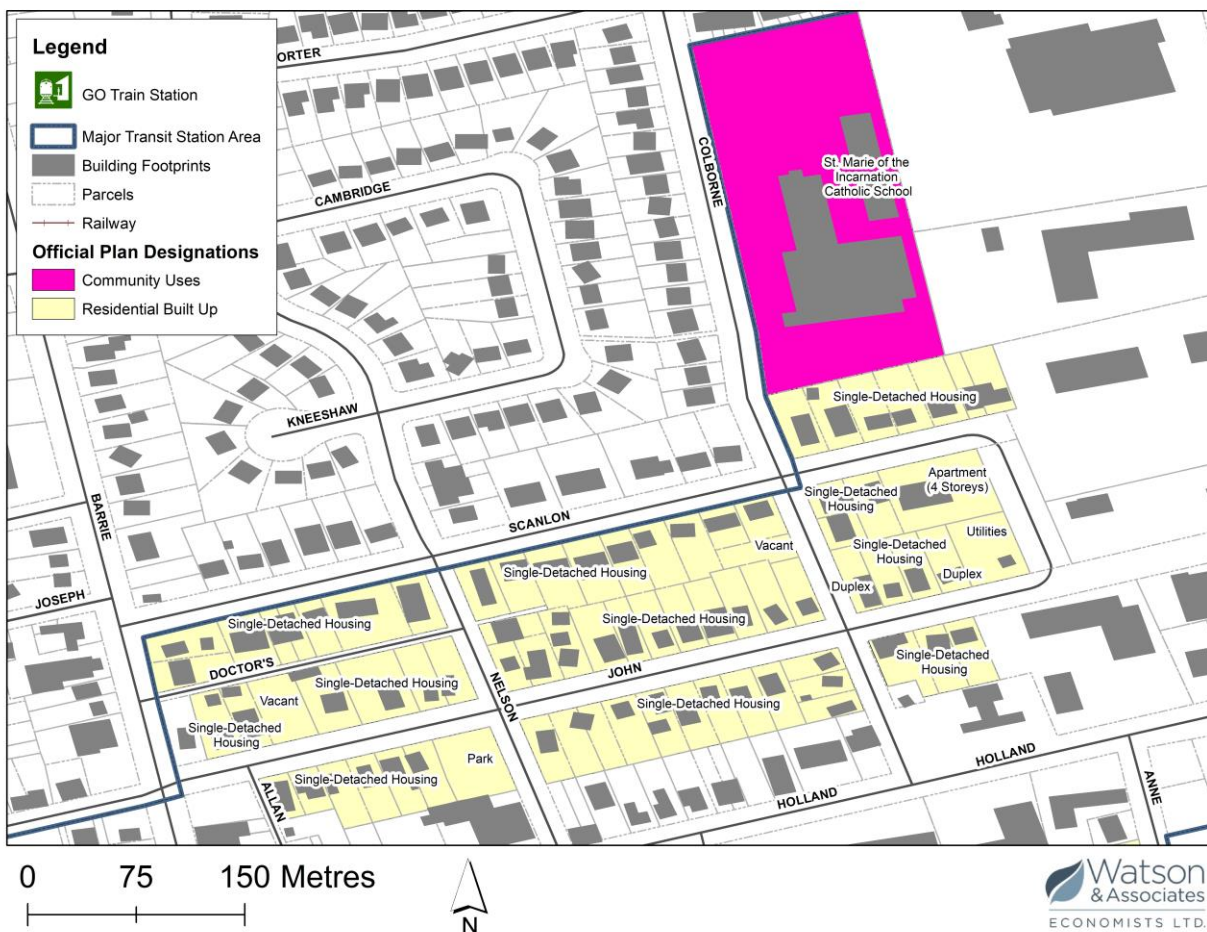 Legend
GO Train Station
Major Transit Station Area
Building Footprints
Parcels
Railway
Official Plan Designations
Community Uses
Residential Built Up
ORTER
CAMBRIDGE
COLBORNE
St. Marie of the
Incarnation
Catholic School
KNEESHAW
Single-Detached Housing
BARRIE
SCANLON
Apartment
(4 Storeys)
Single-Detached
Housing
Utilities
Vacant
Single-Detached
Housing
Single-Detached Housing
Duplex
Duplex
JOSEPH
Single-Detached Housing
Single-Detached Housing
DOCTOR'S
JOHN
Single-Detached
Housing
NELSON
Single-Detached Housing
Vacant
Single-Detached Housing
Single-Detached
Housing
Park
Single-Detached Housing
ALLAN
HOLLAND
HOLLAND
ANNE
0 75 150 Metres
N
Watson
& Associates
ECONOMISTS LTD.